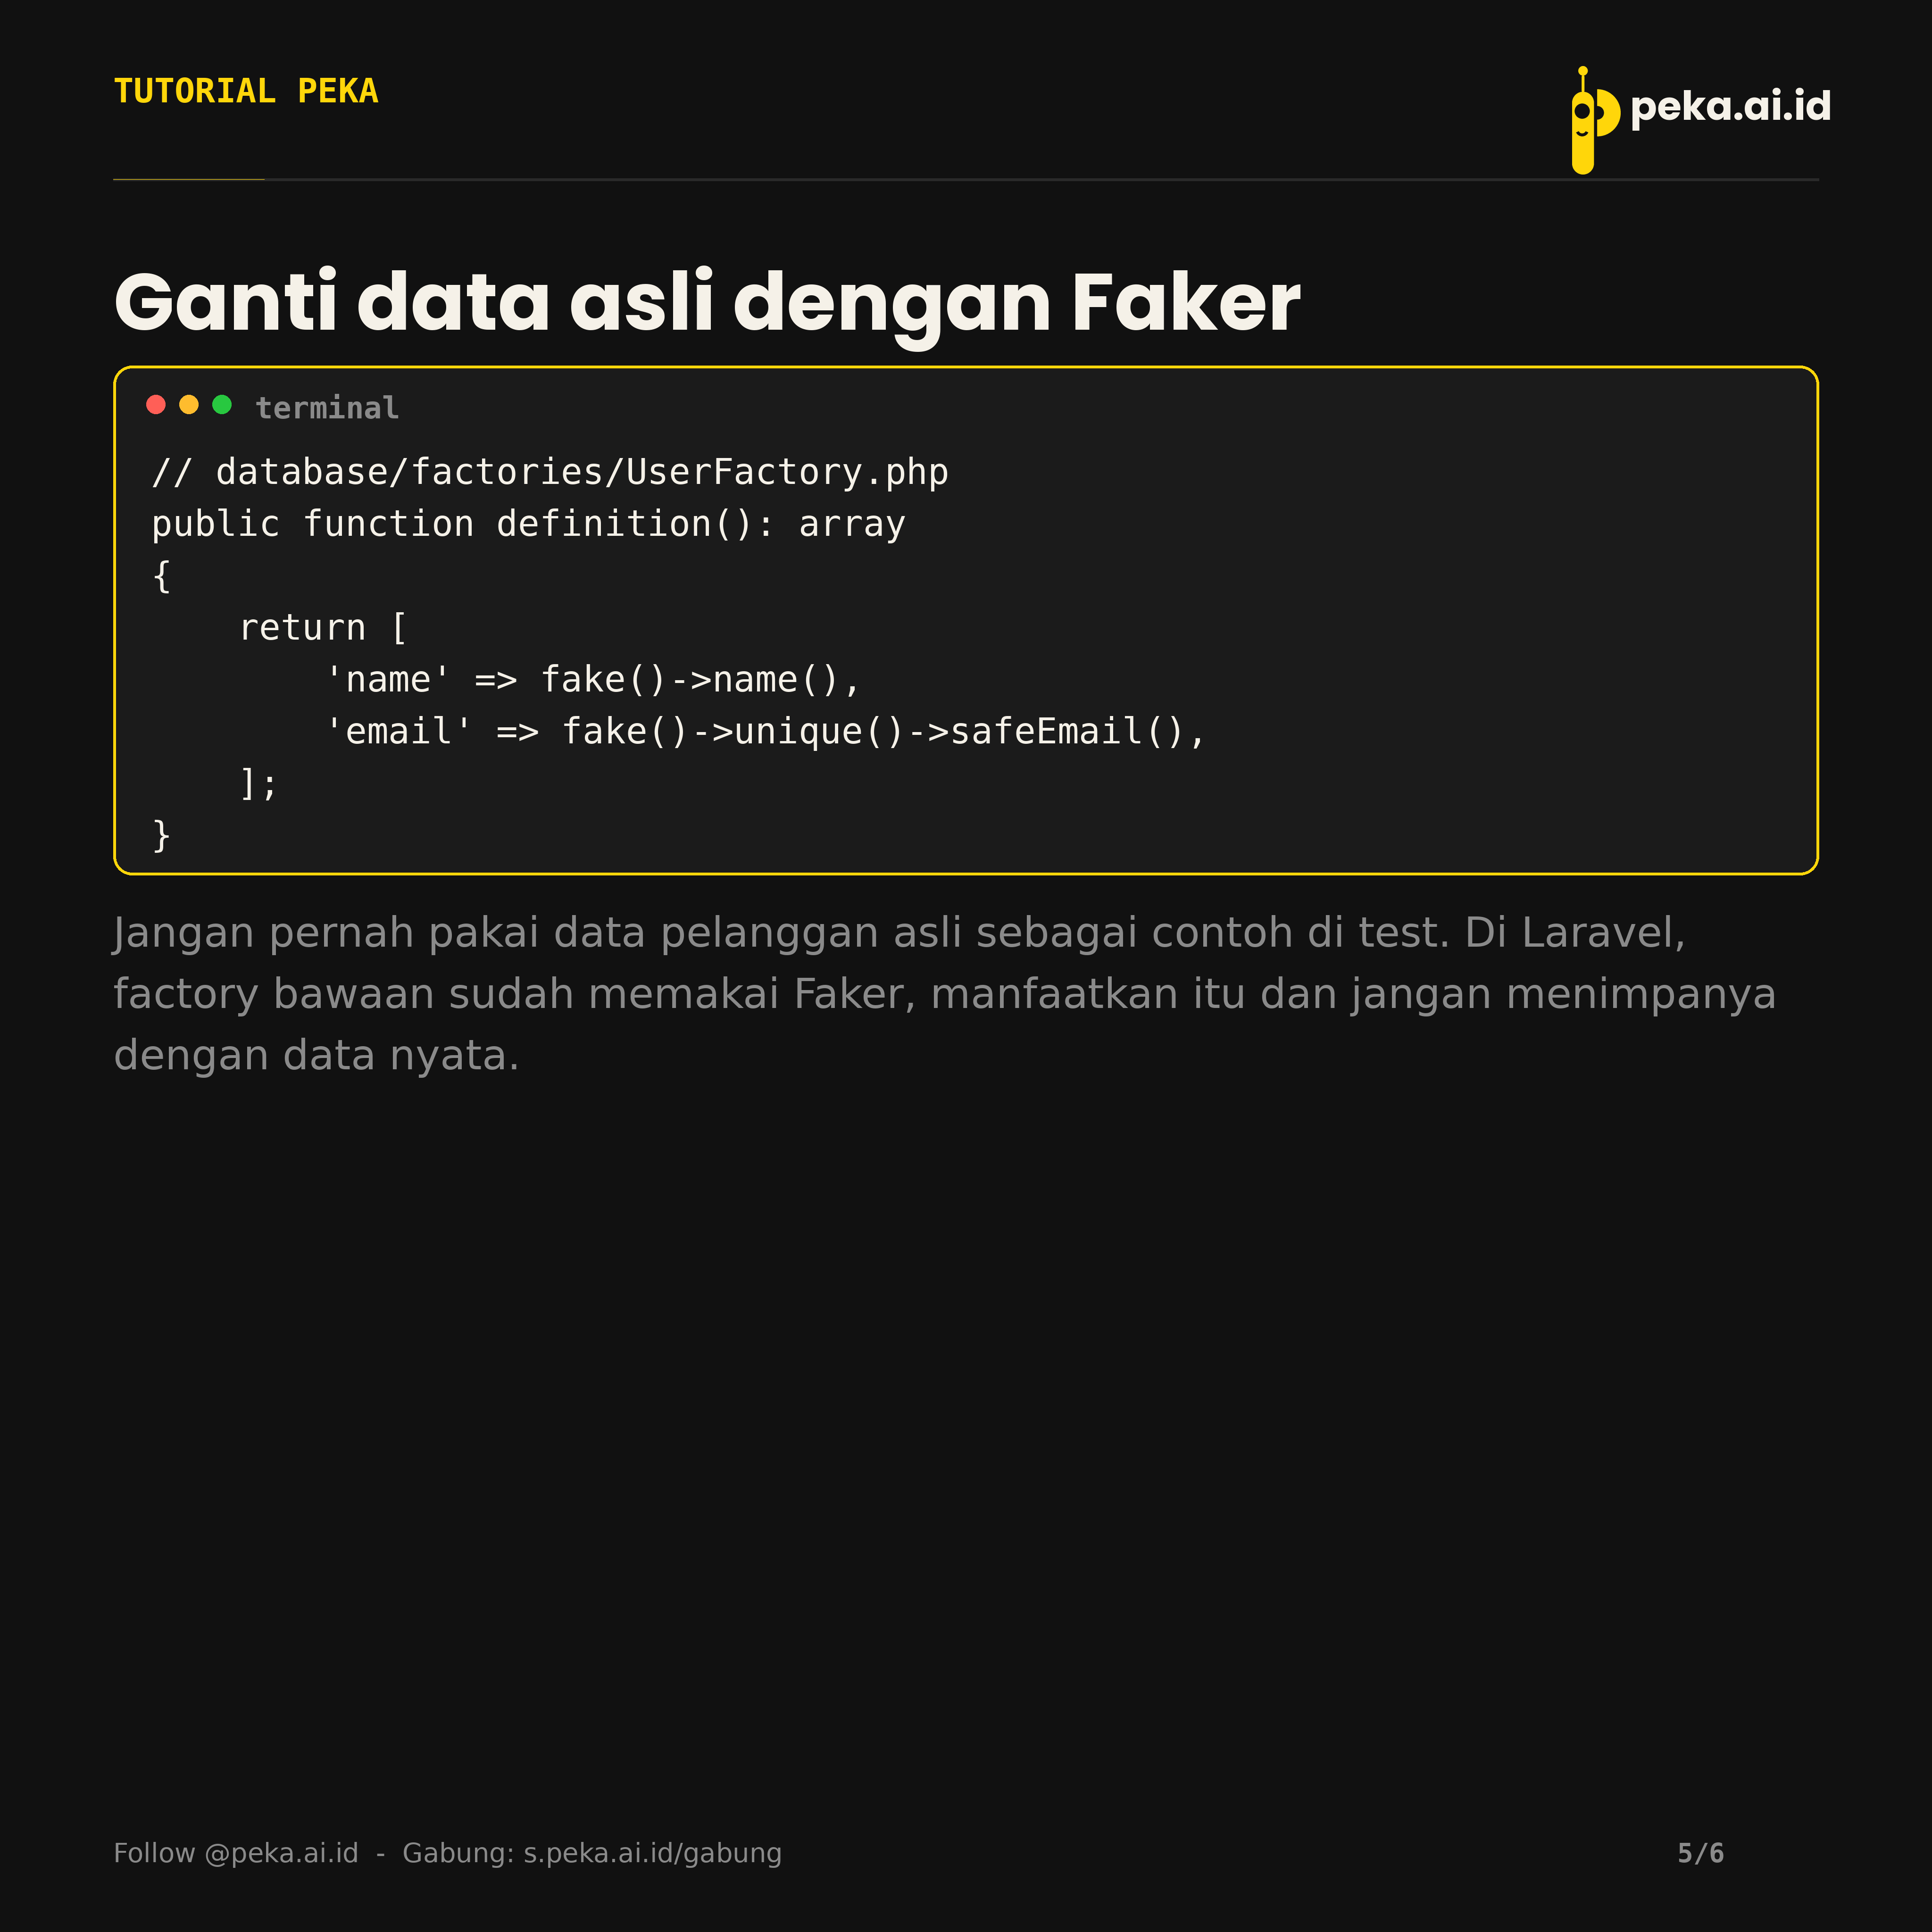 TUTORIAL PEKA
peka.ai.id
Ganti data asli dengan Faker
terminal
// database/factories/UserFactory.php
public function definition(): array
{
    return [
        'name' => fake()->name(),
        'email' => fake()->unique()->safeEmail(),
    ];
}
Jangan pernah pakai data pelanggan asli sebagai contoh di test. Di Laravel,
factory bawaan sudah memakai Faker, manfaatkan itu dan jangan menimpanya
dengan data nyata.
Follow @peka.ai.id - Gabung: s.peka.ai.id/gabung
5/6